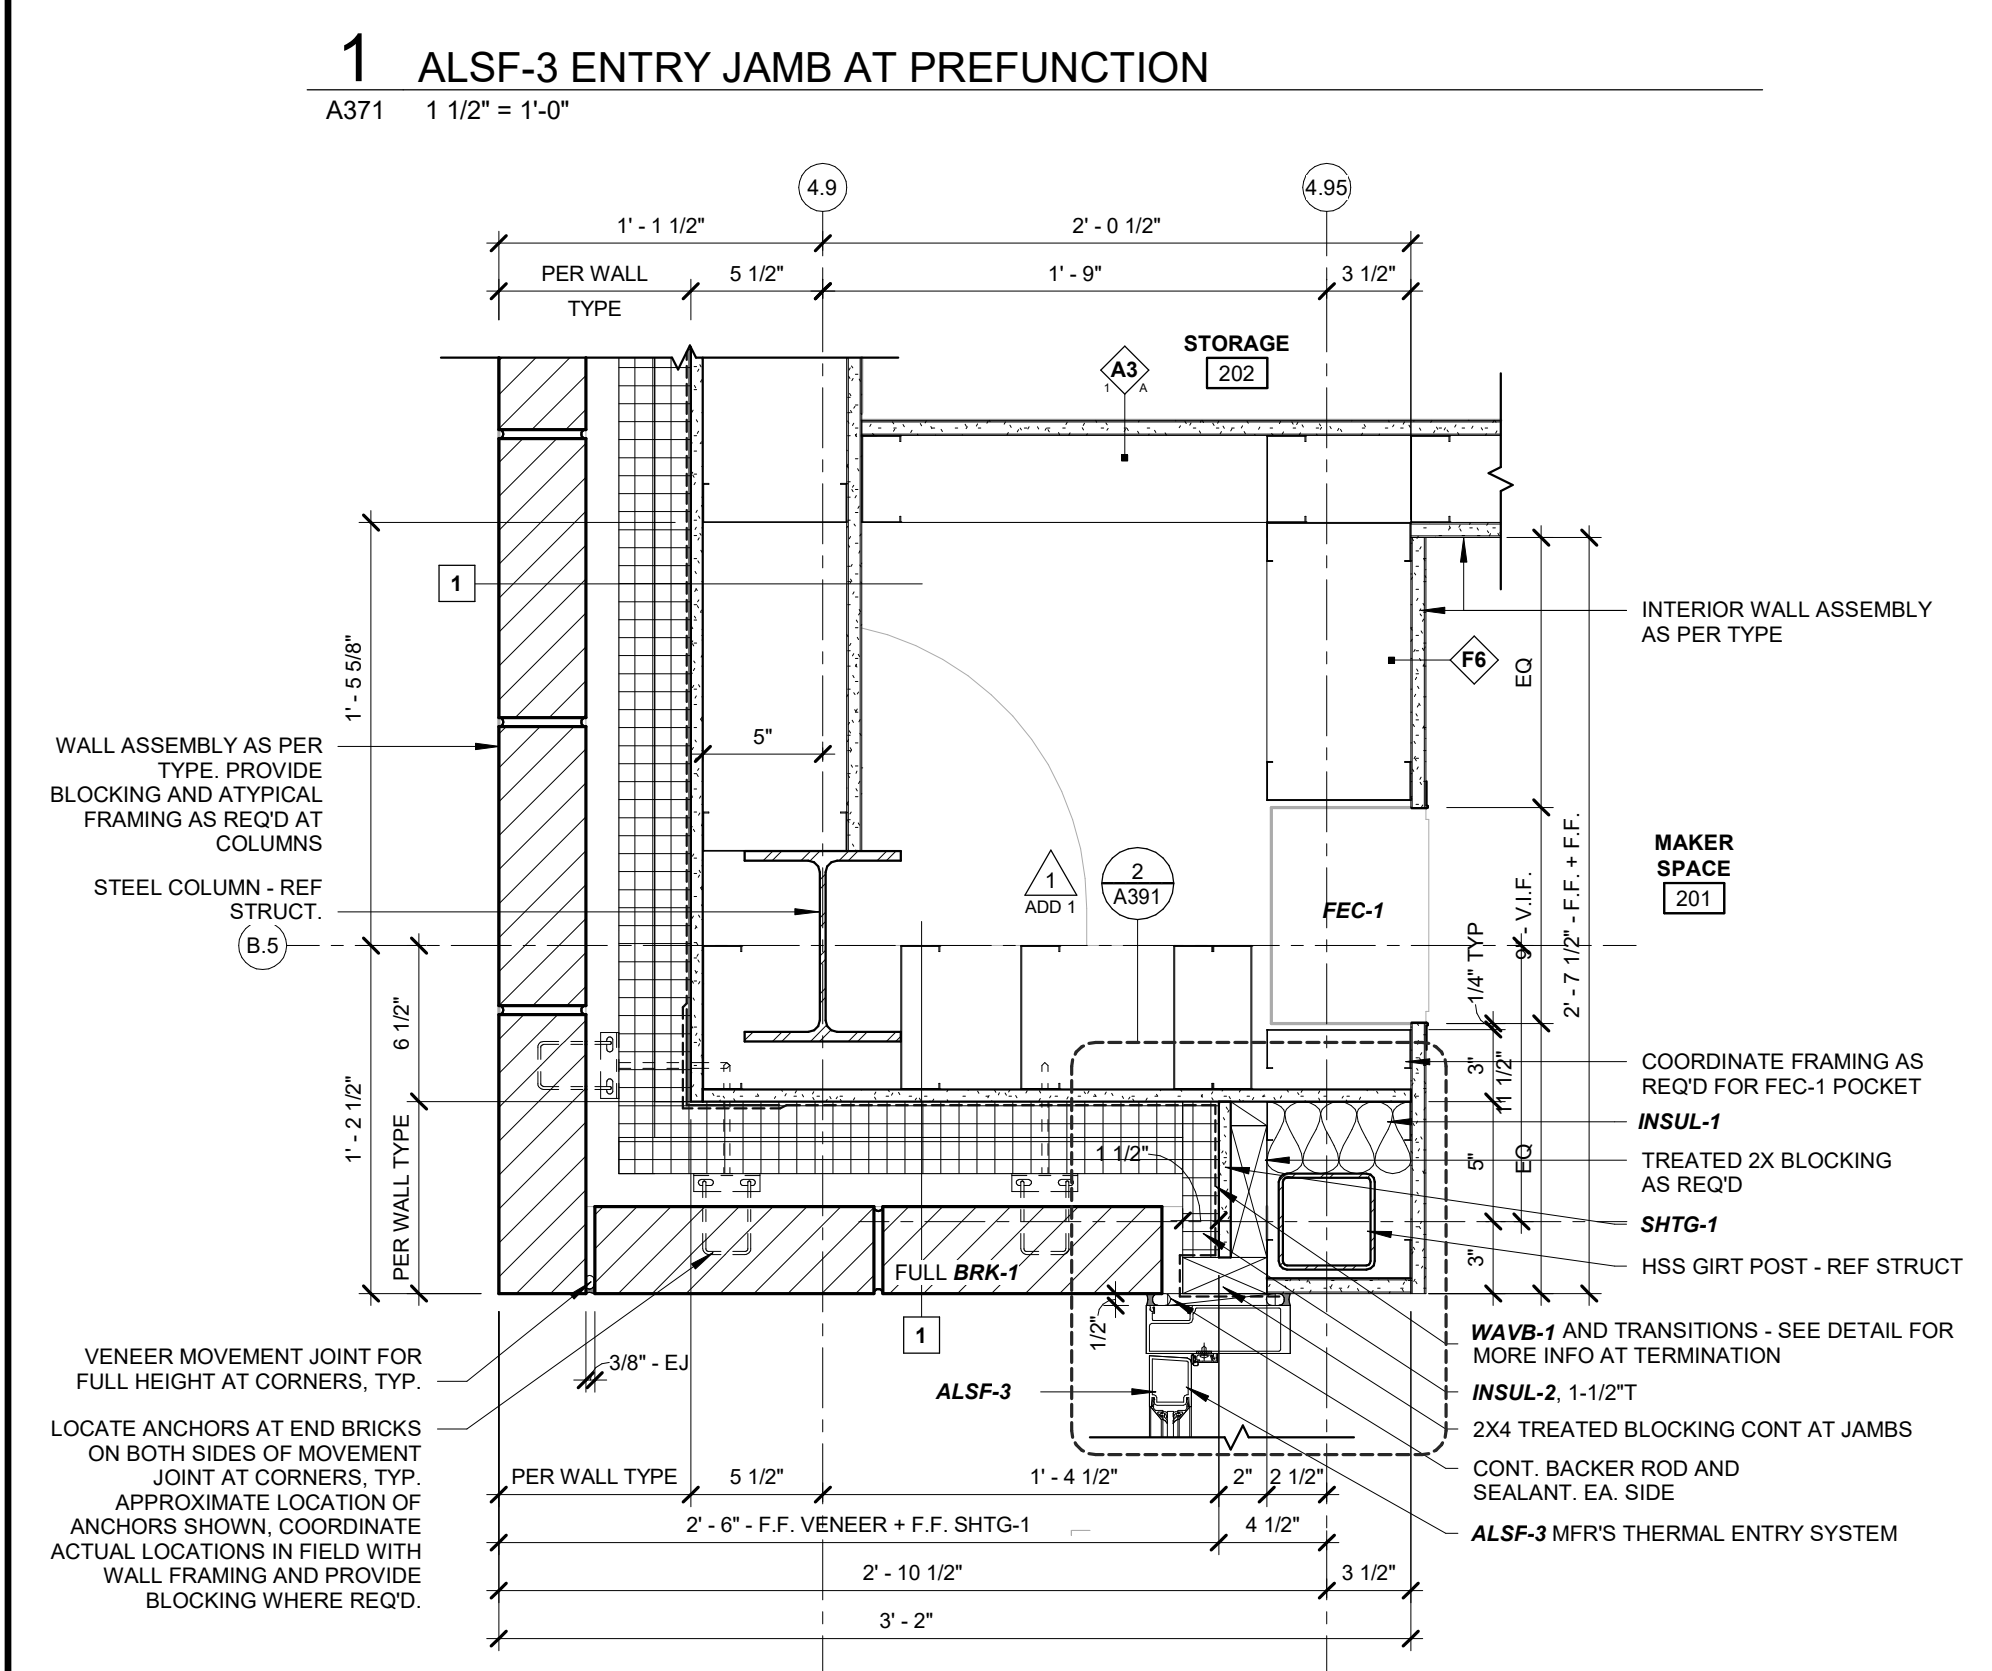 1 ALSF-3 ENTRY JAMB AT PREFUNCTION
A371 1 1/2" = 1'-0"
4.9
4.95
1' - 1 1/2"
2' - 0 1/2"
PER WALL
TYPE
5 1/2"
1' - 9"
3 1/2"
STORAGE
202
A3
1 A
1
INTERIOR WALL ASSEMBLY
AS PER TYPE
F6
EQ
1' - 5 5/8"
5"
WALL ASSEMBLY AS PER
TYPE. PROVIDE
BLOCKING AND ATYPICAL
FRAMING AS REQ'D AT
COLUMNS
STEEL COLUMN - REF
STRUCT.
B.5
1
ADD 1
2
A391
FEC-1
MAKER
SPACE
201
9" - V.I.F.
2' - 7 1/2" - F.F. + F.F.
1/4" TYP
6 1/2"
1' - 2 1/2"
PER WALL TYPE
3"
11 1/2"
5"
EQ
3"
COORDINATE FRAMING AS
REQ'D FOR FEC-1 POCKET
INSUL-1
TREATED 2X BLOCKING
AS REQ'D
SHTG-1
HSS GIRT POST - REF STRUCT
1 1/2"
FULL BRK-1
1/2"
1
3/8" - EJ
ALSF-3
VENEER MOVEMENT JOINT FOR
FULL HEIGHT AT CORNERS, TYP.
LOCATE ANCHORS AT END BRICKS
ON BOTH SIDES OF MOVEMENT
JOINT AT CORNERS, TYP.
APPROXIMATE LOCATION OF
ANCHORS SHOWN, COORDINATE
ACTUAL LOCATIONS IN FIELD WITH
WALL FRAMING AND PROVIDE
BLOCKING WHERE REQ'D.
WAVB-1 AND TRANSITIONS - SEE DETAIL FOR
MORE INFO AT TERMINATION
INSUL-2, 1-1/2"T
2X4 TREATED BLOCKING CONT AT JAMBS
CONT. BACKER ROD AND
SEALANT. EA. SIDE
ALSF-3 MFR'S THERMAL ENTRY SYSTEM
PER WALL TYPE
5 1/2"
1' - 4 1/2"
2"
2 1/2"
2' - 6" - F.F. VENEER + F.F. SHTG-1
4 1/2"
2' - 10 1/2"
3 1/2"
3' - 2"